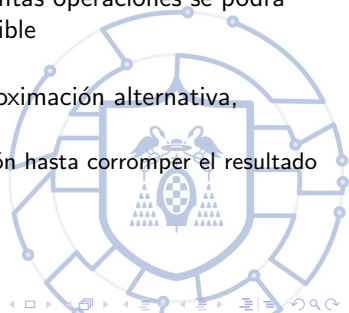 ntas operaciones se podrá
ible
oximación alternativa,
ón hasta corromper el resultado